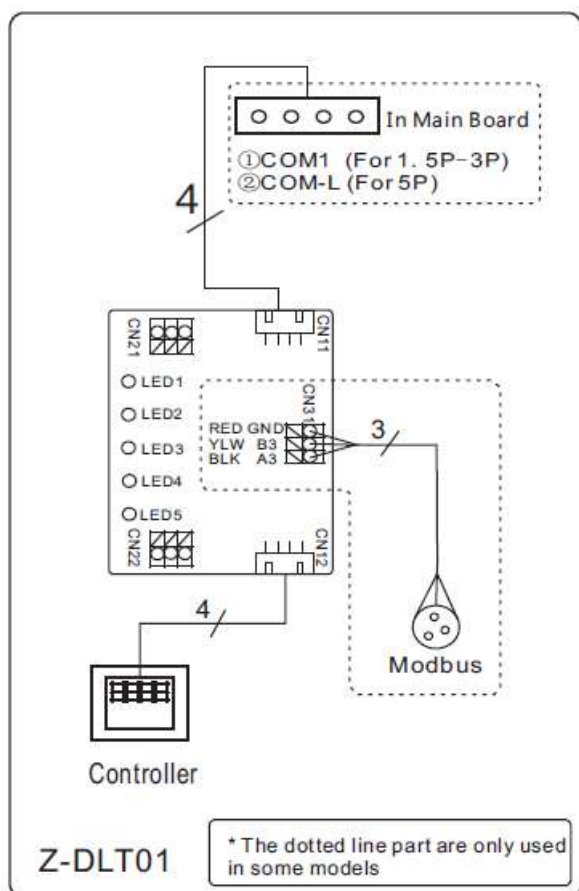 In Main Board
①COM1 (For 1. 5P-3P)
②COM-L (For 5P)
4
CN21
CN11
LED1
LED2
LED3
LED4
LED5
CN31
RED GND
YLW B3
BLK A3
3
CN22
CN12
4
Modbus
Controller
Z-DLT01
* The dotted line part are only used
in some models